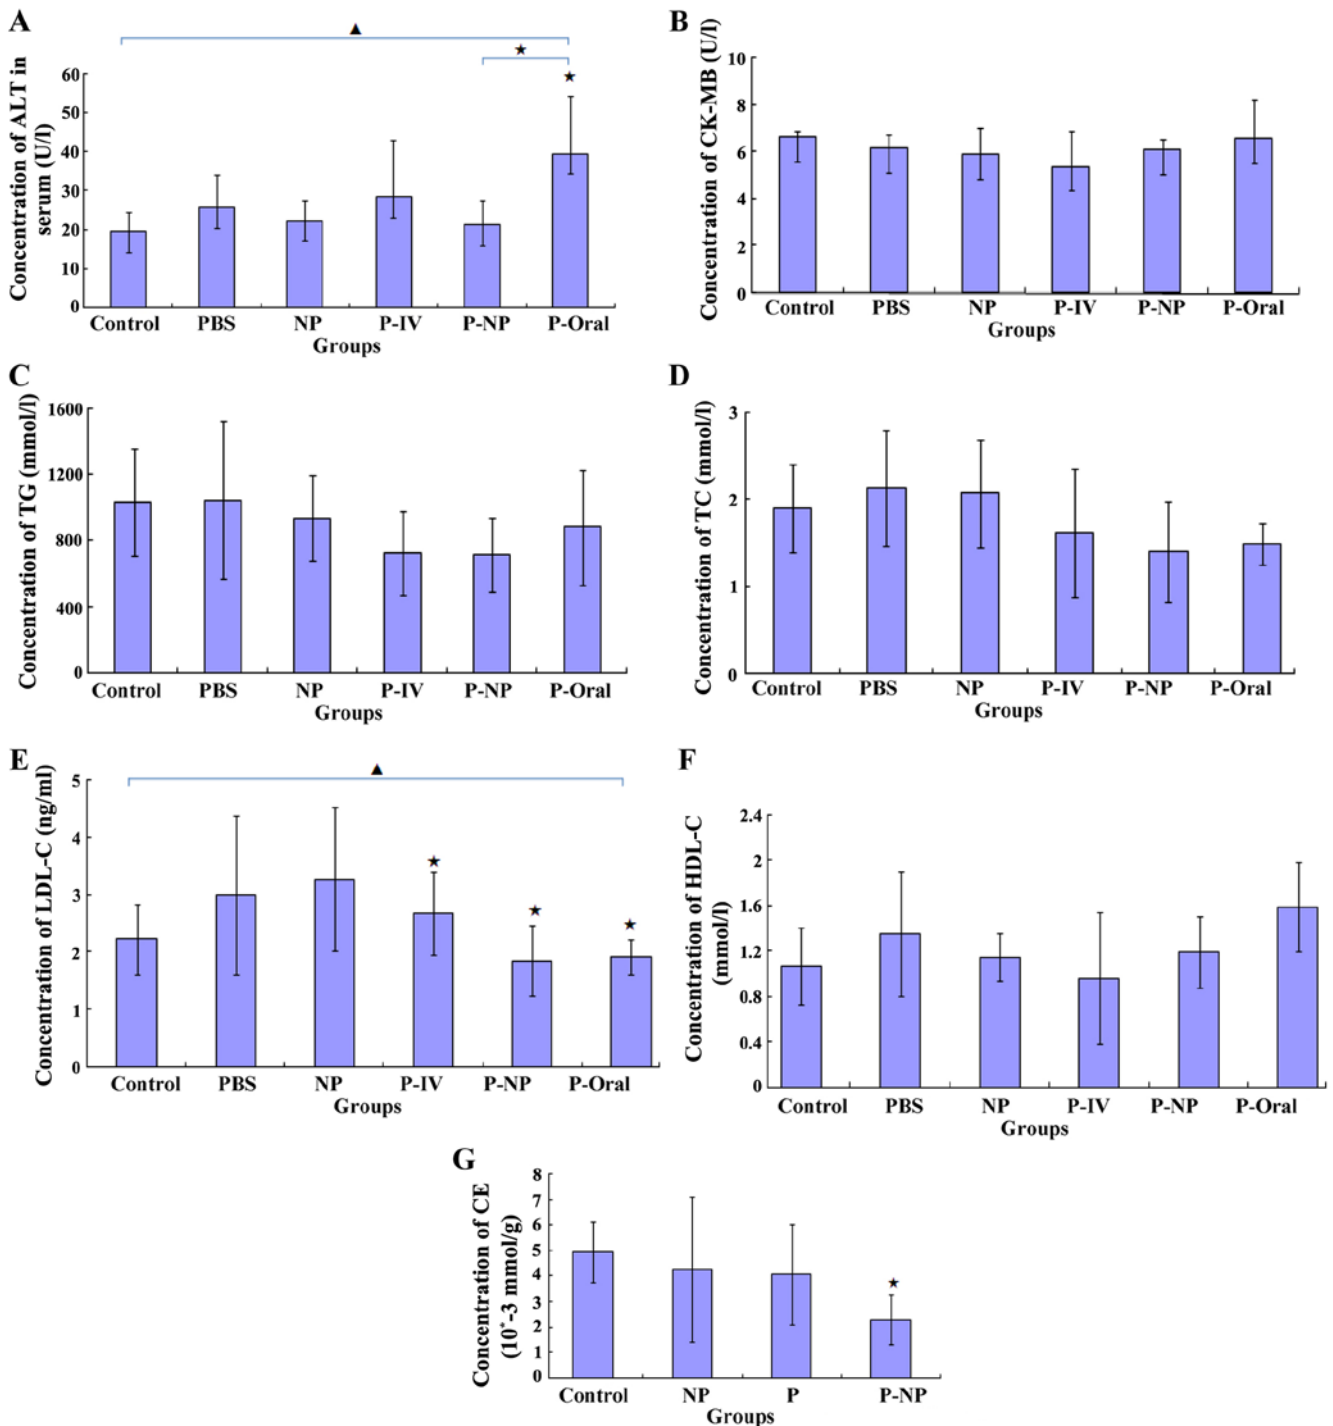 A
▲
★
★
Concentration of ALT in
serum (U/l)
60
50
40
30
20
10
0
Control PBS NP P-IV P-NP P-Oral
Groups
B
Concentration of CK-MB (U/l)
10
8
6
4
2
0
Control PBS NP P-IV P-NP P-Oral
Groups
C
Concentration of TG (mmol/l)
1600
1200
800
400
0
Control PBS NP P-IV P-NP P-Oral
Groups
D
Concentration of TC (mmol/l)
3
2
1
0
Control PBS NP P-IV P-NP P-Oral
Groups
E
▲
Concentration of LDL-C (ng/ml)
5
4
3
2
1
0
★
★
★
Control PBS NP P-IV P-NP P-Oral
Groups
F
Concentration of HDL-C
(mmol/l)
2.4
2
1.6
1.2
0.8
0.4
0
Control PBS NP P-IV P-NP P-Oral
Groups
G
Concentration of CE
(10*-3 mmol/g)
8
7
6
5
4
3
2
1
0
★
Control NP P P-NP
Groups